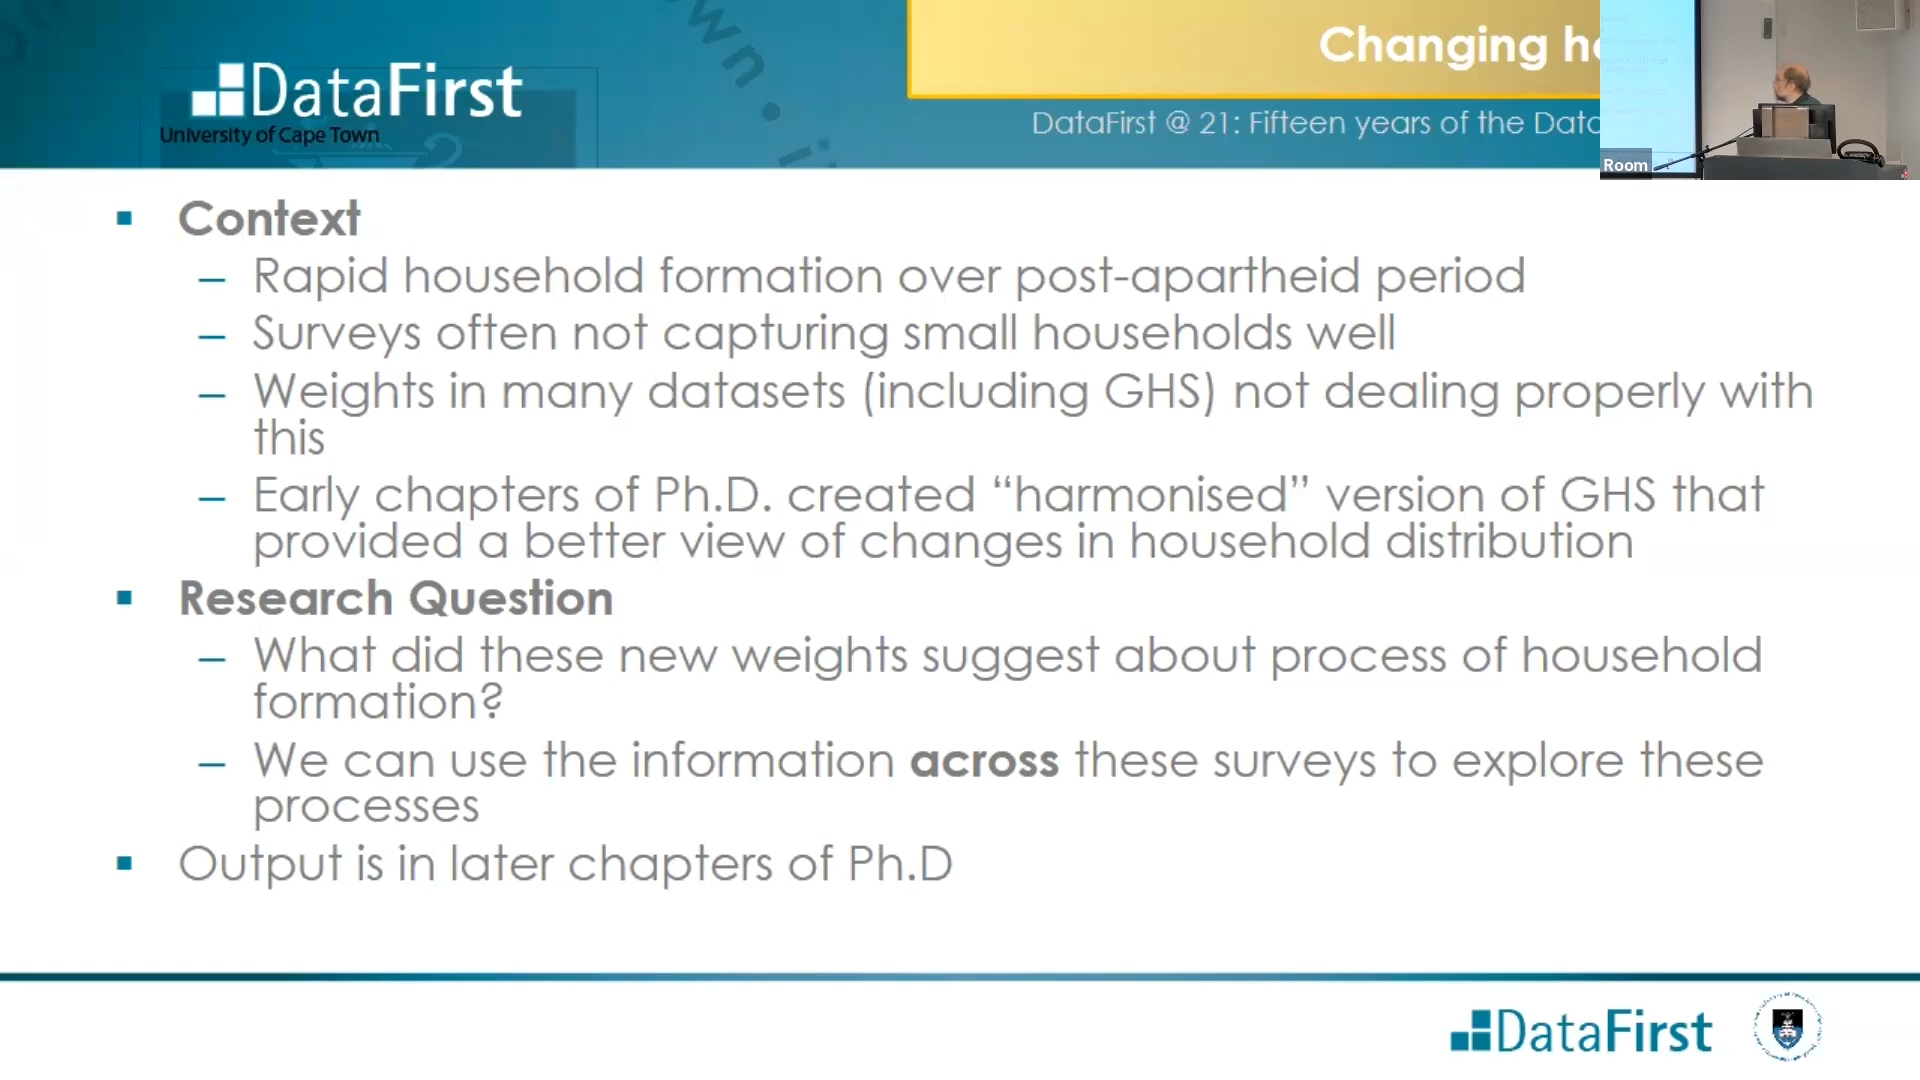 DataFirst
University of Cape Town
Changing
DataFirst @ 21: Fifteen years of the
Room
▪ Context
– Rapid household formation over post-apartheid period
– Surveys often not capturing small households well
– Weights in many datasets (including GHS) not dealing properly with
this
– Early chapters of Ph.D. created “harmonised” version of GHS that
provided a better view of changes in household distribution
▪ Research Question
– What did these new weights suggest about process of household
formation?
– We can use the information across these surveys to explore these
processes
▪ Output is in later chapters of Ph.D
DataFirst